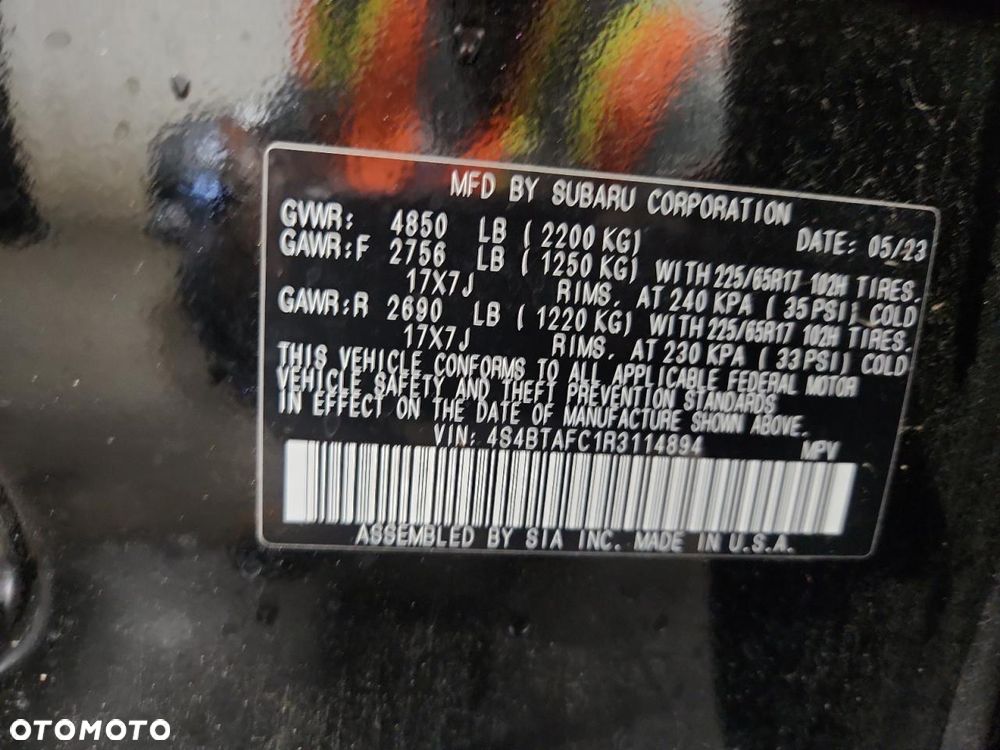 MFD BY SUBARU CORPORATION
GVWR: 4850 LB ( 2200 KG) DATE: 05/23
GAWR:F 2756 LB ( 1250 KG) WITH 225/65R17 102H TIRES.
17X7J RIMS, AT 240 KPA ( 35 PSI) COLD
GAWR:R 2690 LB ( 1220 KG) WITH 225/65R17 102H TIRES.
17X7J RIMS, AT 230 KPA ( 33 PSI) COLD
THIS VEHICLE CONFORMS TO ALL APPLICABLE FEDERAL MOTOR
VEHICLE SAFETY AND THEFT PREVENTION STANDARDS
IN EFFECT ON THE DATE OF MANUFACTURE SHOWN ABOVE.
VIN: 4S4BTAFC1R3114894 MPV
ASSEMBLED BY SIA INC. MADE IN U.S.A.
OTOMOTO